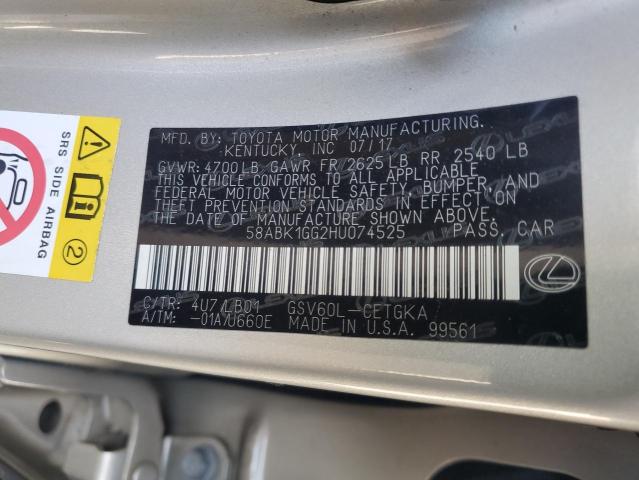 MFD. BY: TOYOTA MOTOR MANUFACTURING.
KENTUCKY, INC 07/17
GVWR: 4700LB GAWR FR 2625LB RR 2540 LB
THIS VEHICLE CONFORMS TO ALL APPLICABLE
FEDERAL MOTOR VEHICLE SAFETY, BUMPER, AND
THEFT PREVENTION STANDARDS IN EFFECT ON
THE DATE OF MANUFACTURE SHOWN ABOVE.
58ABK1GG2HU074525 PASS. CAR
C/TR: 4U7/LB01 GSV60L-CETGKA
A/TM: -01A/U660E MADE IN U.S.A. 99561
SRS SIDE AIRBAG
2
LEXUS